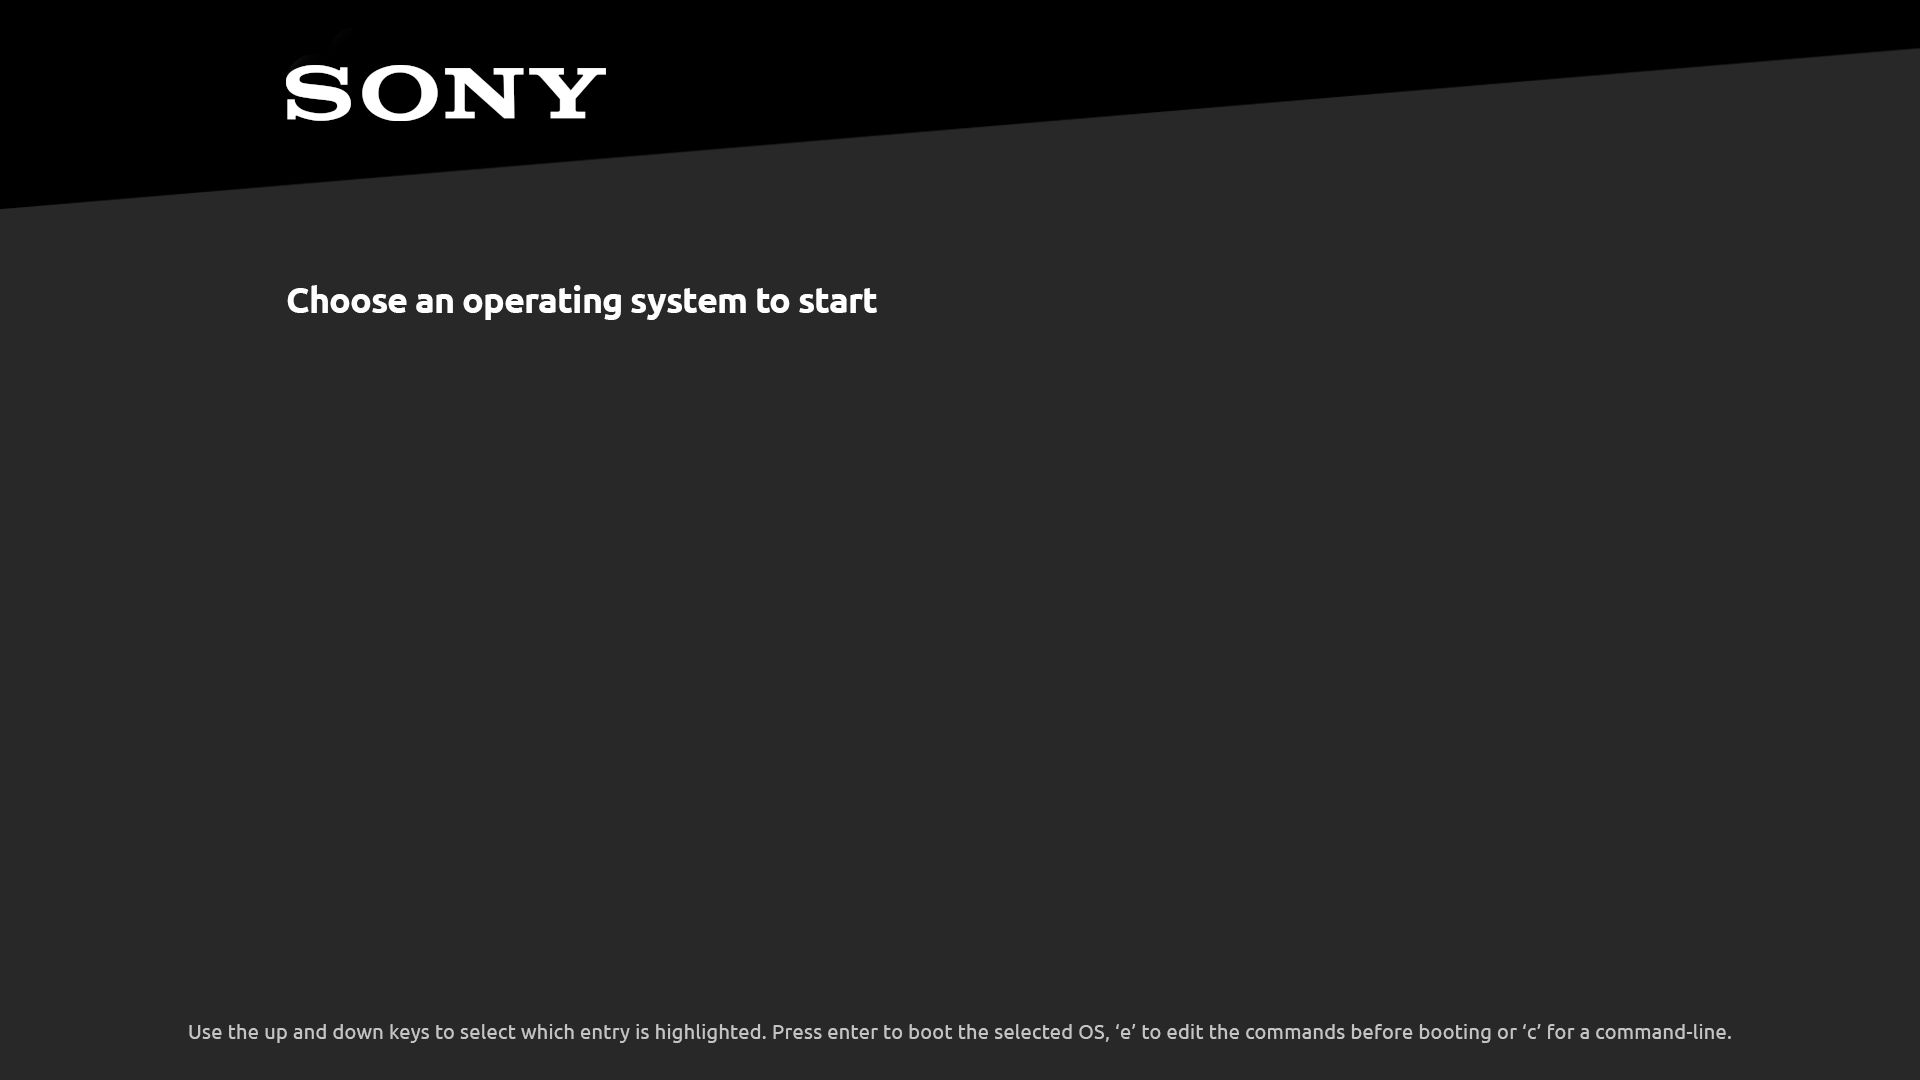 SONY
Choose an operating system to start
Use the up and down keys to select which entry is highlighted. Press enter to boot the selected OS, ‘e’ to edit the commands before booting or ‘c’ for a command-line.